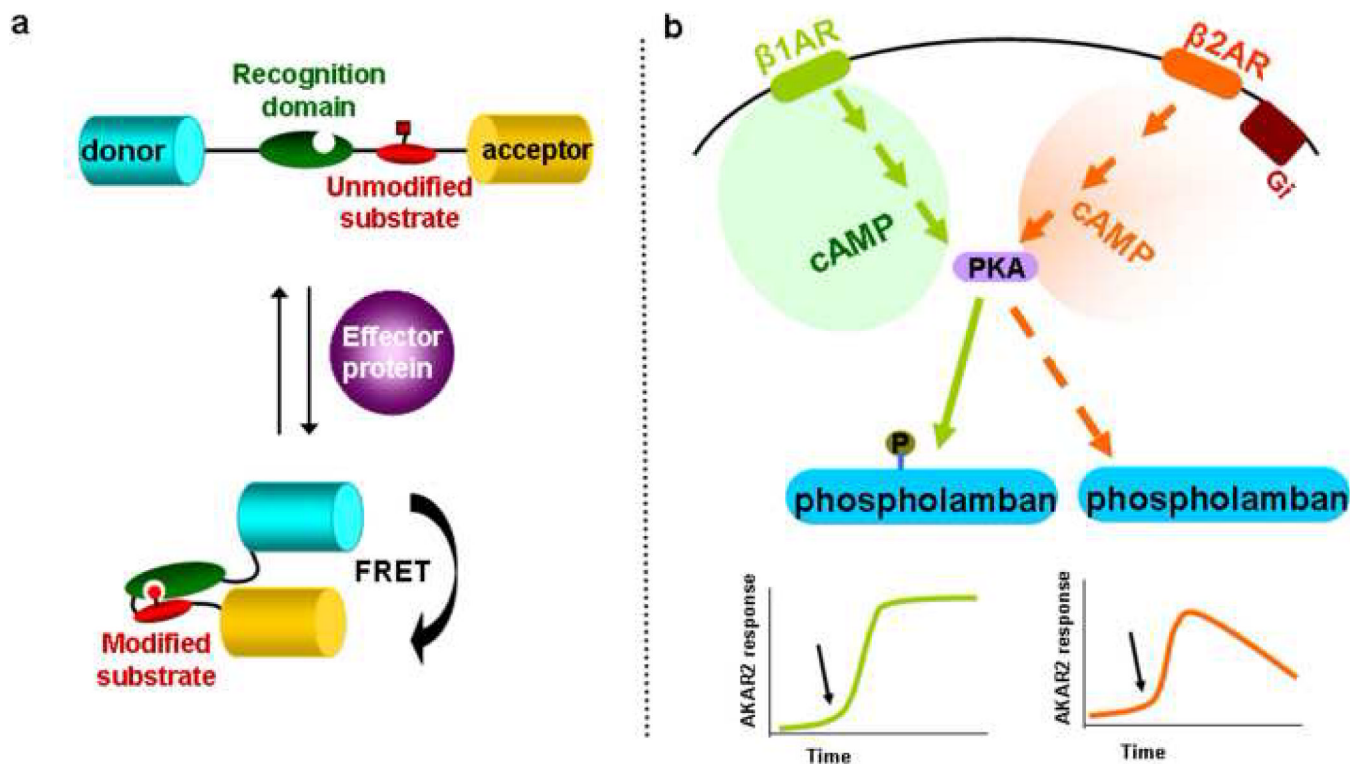 a
Recognition
domain
donor
acceptor
Unmodified
substrate
Effector
protein
FRET
Modified
substrate
b
β1AR
β2AR
Gi
cAMP
cAMP
PKA
P
phospholamban
phospholamban
AKAR2 response
Time
AKAR2 response
Time